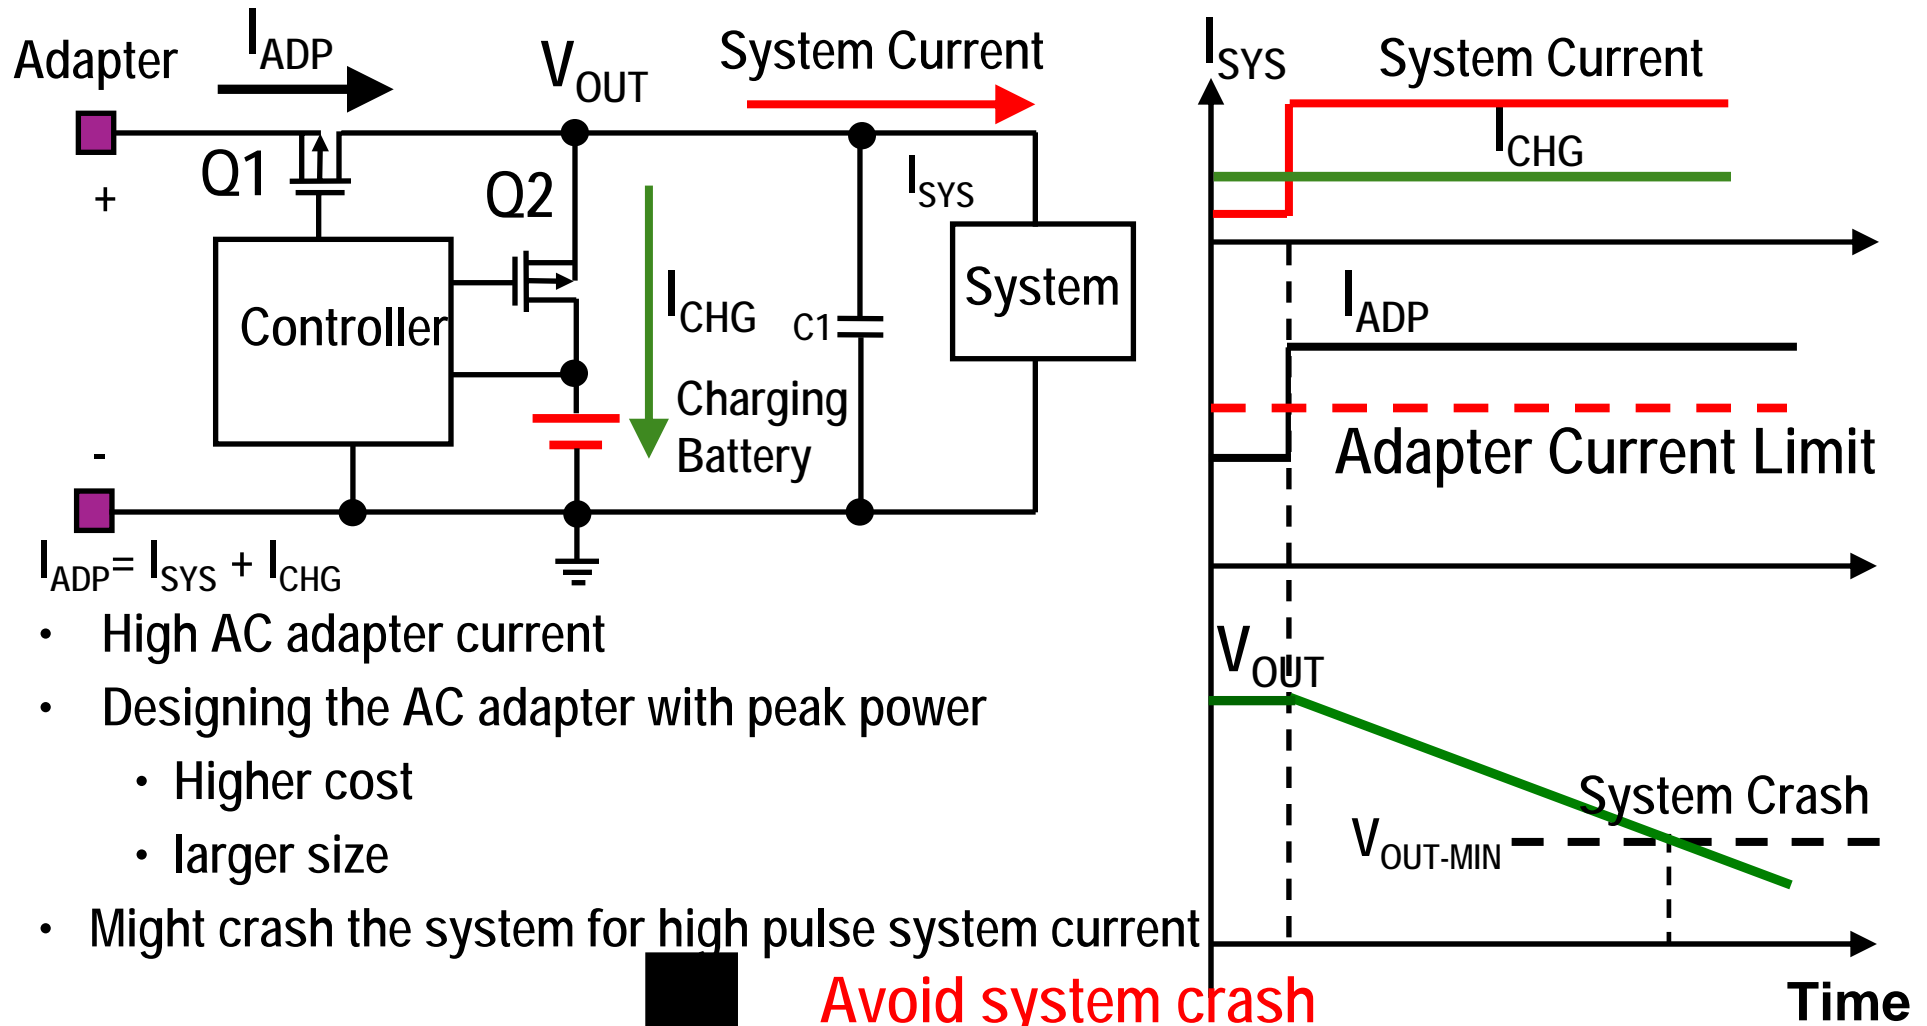 Adapter
IADP
VOUT
System Current
+
Q1
Q2
ISYS
Controller
ICHG
C1
System
Charging
Battery
-
IADP= ISYS + ICHG
• High AC adapter current
• Designing the AC adapter with peak power
• Higher cost
• larger size
• Might crash the system for high pulse system current
Avoid system crash
ISYS
System Current
ICHG
IADP
Adapter Current Limit
VOUT
System Crash
VOUT-MIN
Time